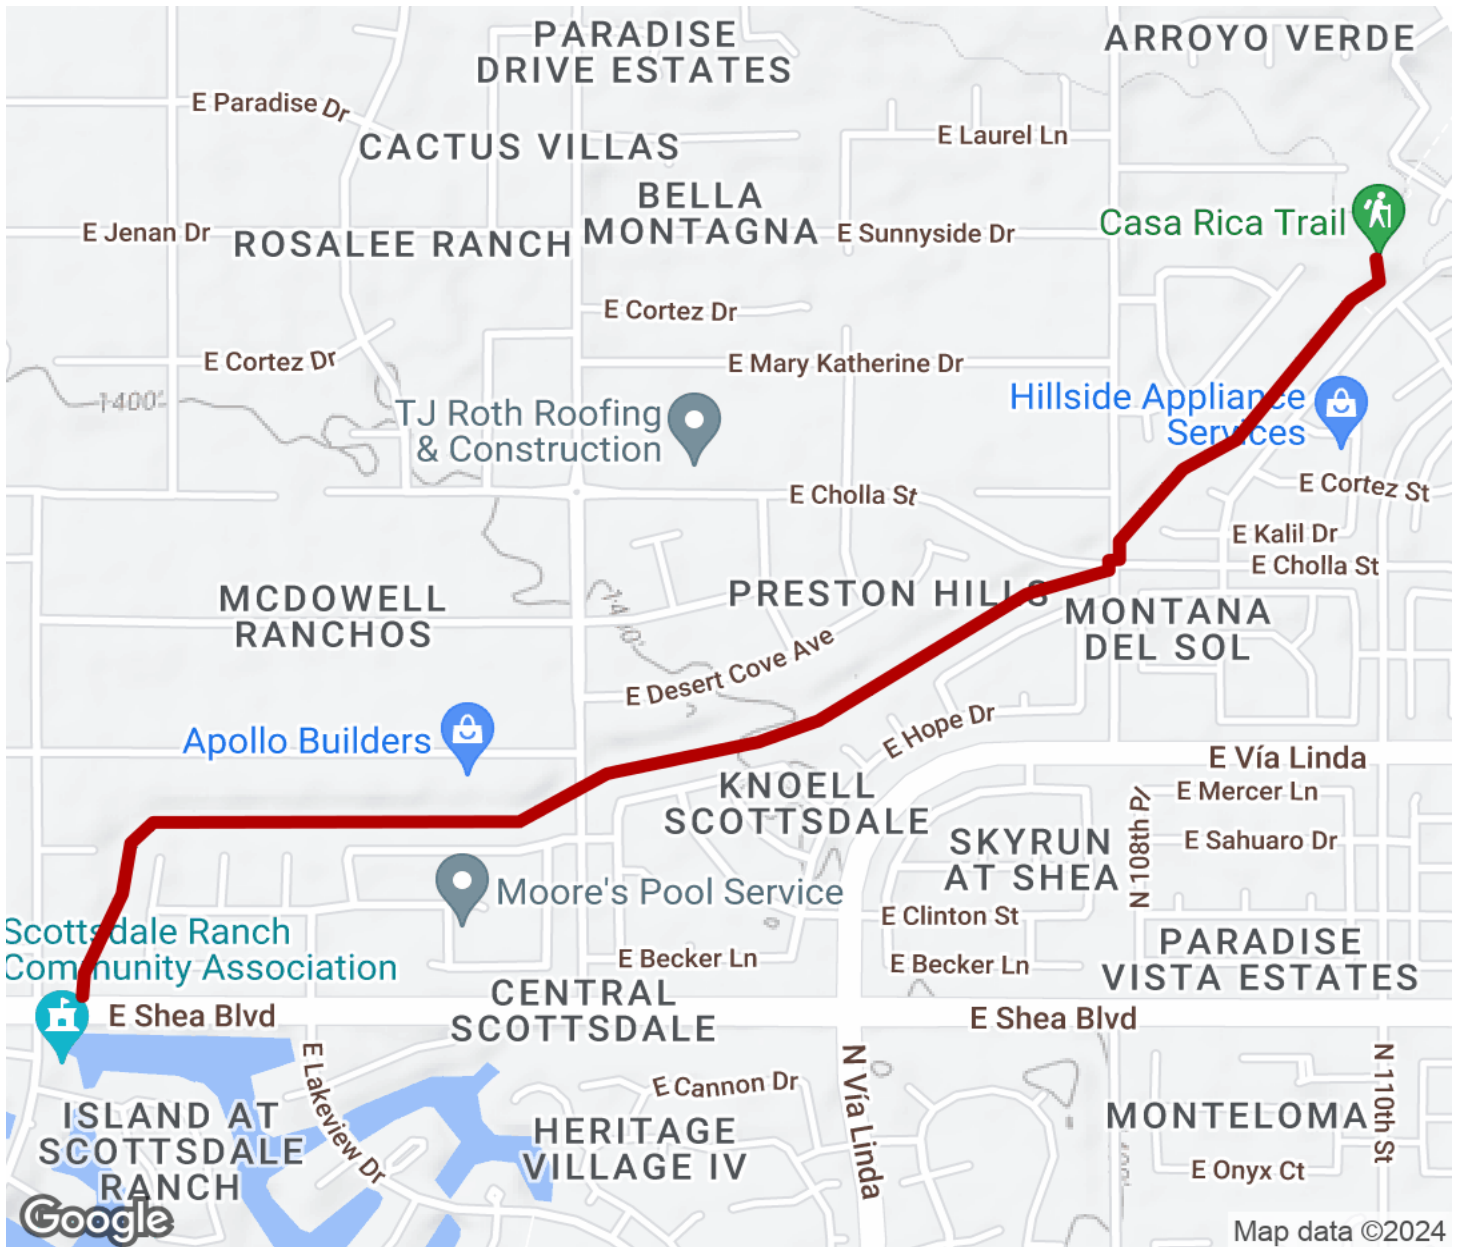 PARADISE
DRIVE ESTATES
ARROYO VERDE
E Paradise Dr
E Laurel Ln
CACTUS VILLAS
BELLA
MONTAGNA
E Jenan Dr
ROSALEE RANCH
E Sunnyside Dr
Casa Rica Trail
E Cortez Dr
E Cortez Dr
E Mary Katherine Dr
1400'
TJ Roth Roofing
& Construction
Hillside Appliance
Services
E Cholla St
E Cortez St
E Kalil Dr
E Cholla St
MCDOWELL
RANCHOS
PRESTON HILLS
MONTANA
DEL SOL
E Desert Cove Ave
Apollo Builders
E Hope Dr
E Vía Linda
KNOELL
SCOTTSDALE
E Mercer Ln
N 108th Pl
SKYRUN
AT SHEA
E Sahuaro Dr
Moore's Pool Service
E Clinton St
Scottsdale Ranch
Community Association
E Becker Ln
E Becker Ln
PARADISE
VISTA ESTATES
CENTRAL
SCOTTSDALE
E Shea Blvd
E Shea Blvd
E Lakeview Dr
E Cannon Dr
N Vía Linda
N 110th St
ISLAND AT
SCOTTSDALE
RANCH
HERITAGE
VILLAGE IV
MONTELOMA
E Onyx Ct
Google
Map data ©2024